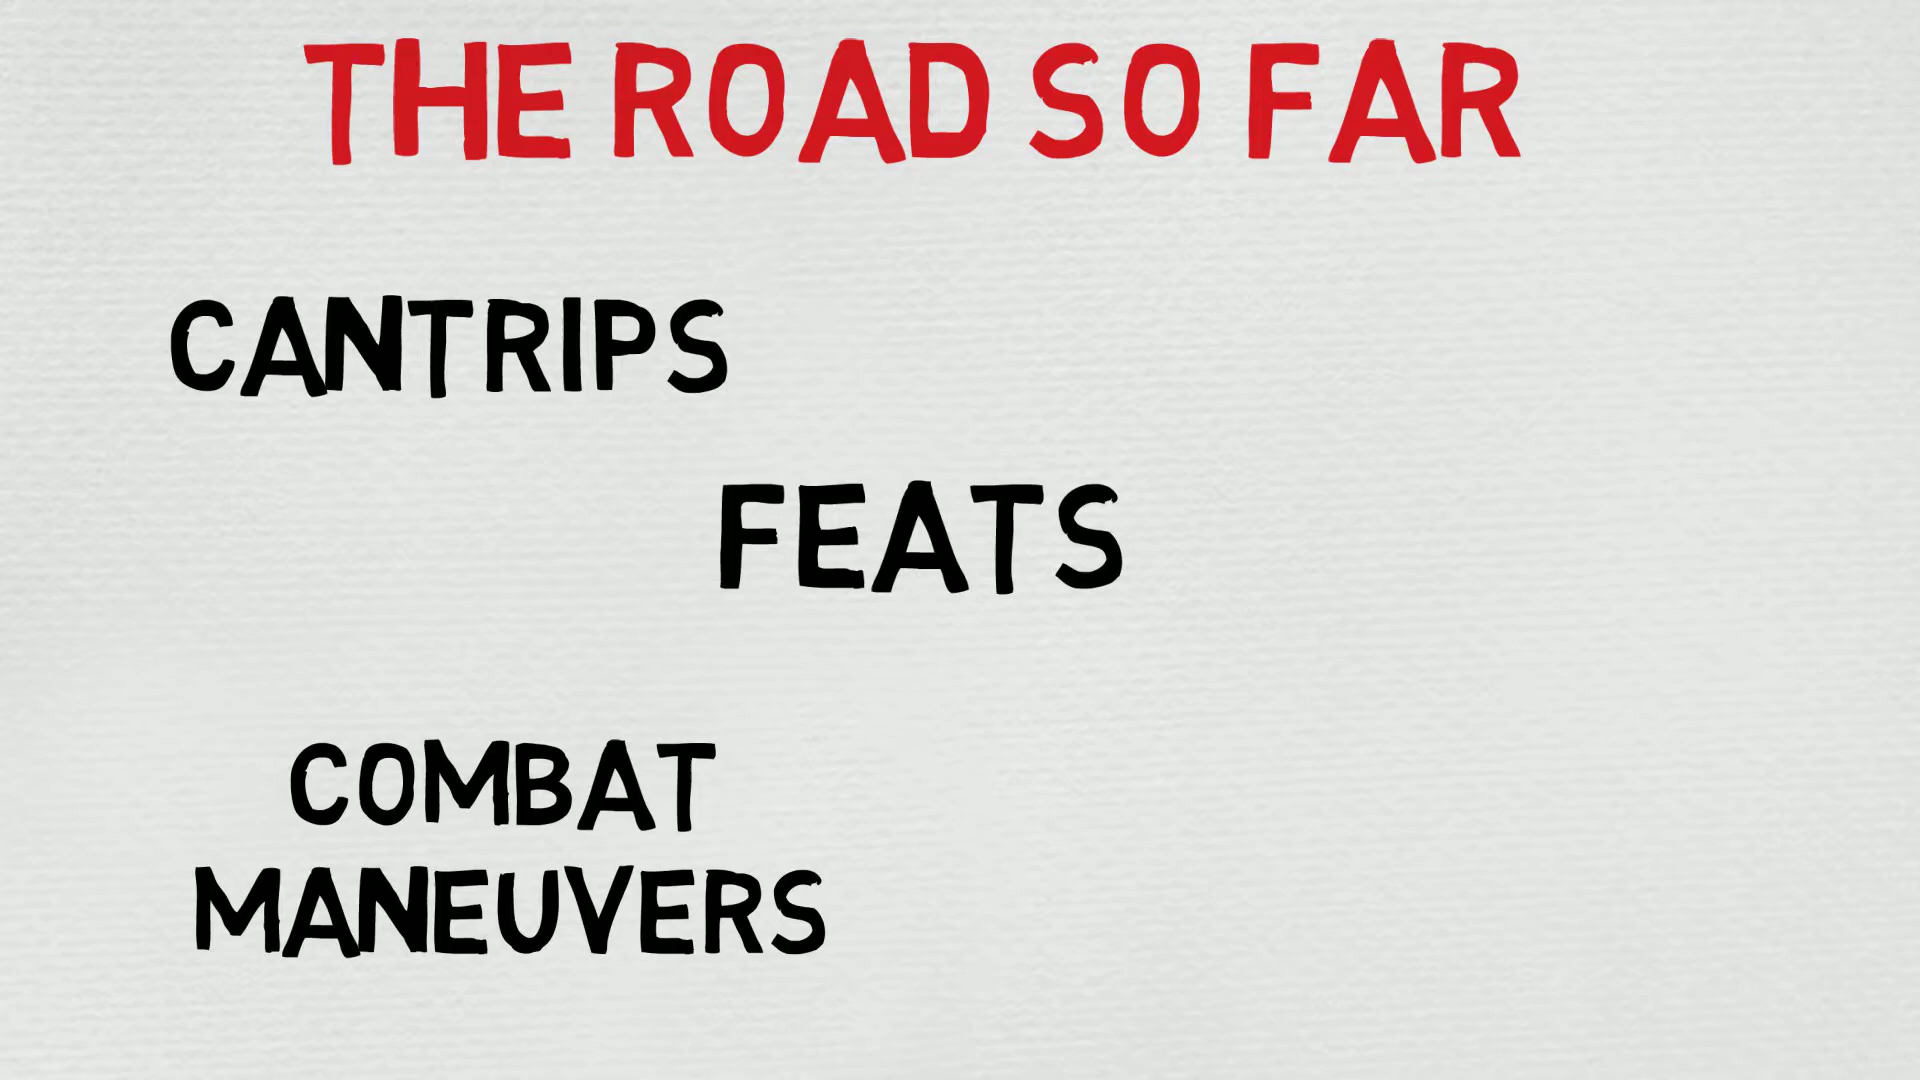 THE ROAD SO FAR
CANTRIPS
FEATS
COMBAT
MANEUVERS